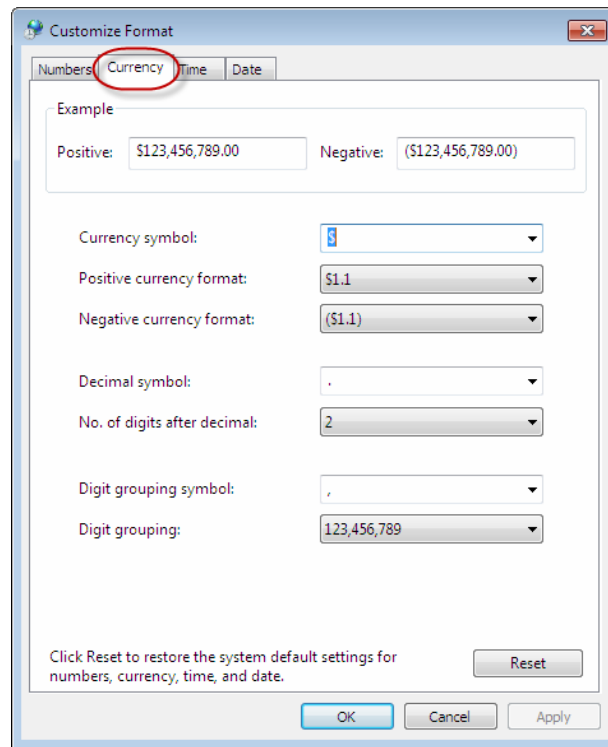 Customize Format
Numbers Currency Time Date
Example
Positive: $123,456,789.00 Negative: ($123,456,789.00)
Currency symbol: $
Positive currency format: $1.1
Negative currency format: ($1.1)
Decimal symbol: .
No. of digits after decimal: 2
Digit grouping symbol: ,
Digit grouping: 123,456,789
Click Reset to restore the system default settings for
numbers, currency, time, and date.
Reset
OK Cancel Apply